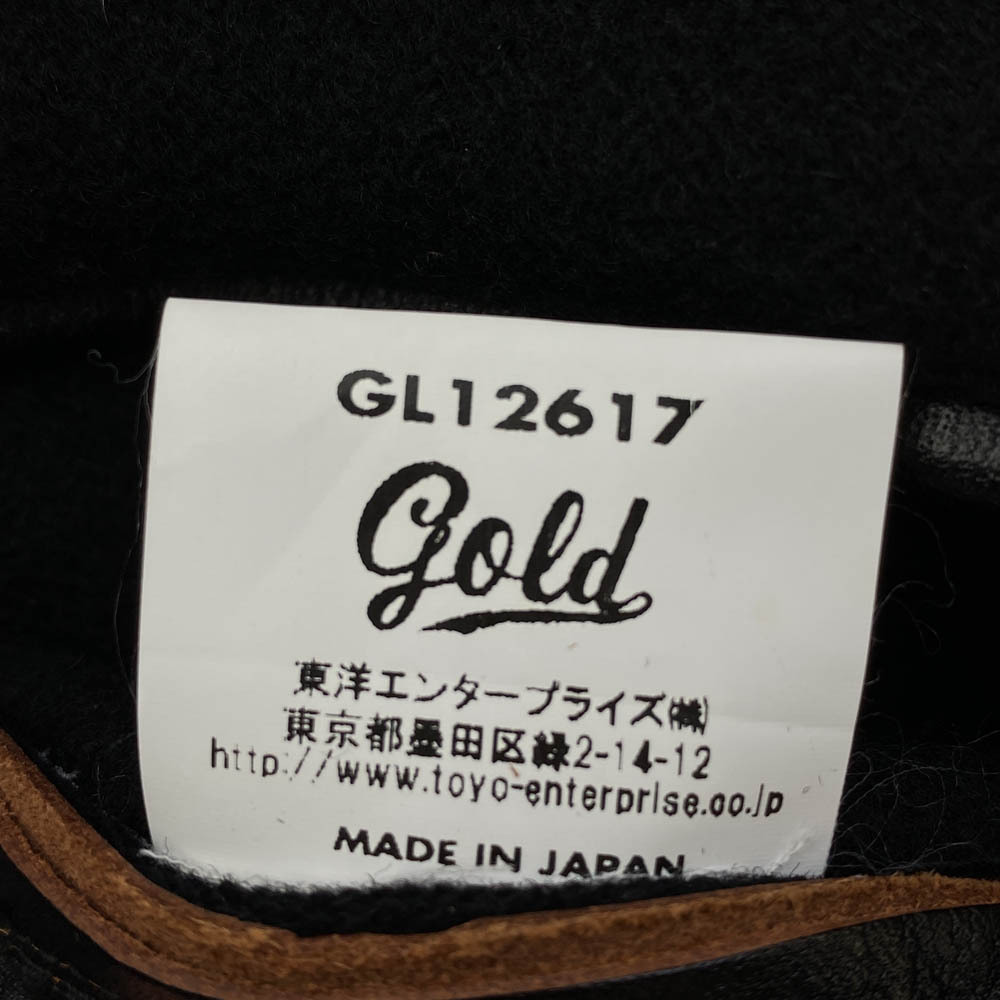 GL12617
Gold
東洋エンタープライズ㈱
東京都墨田区緑2-14-12
http://www.toyo-enterprise.co.jp
MADE IN JAPAN